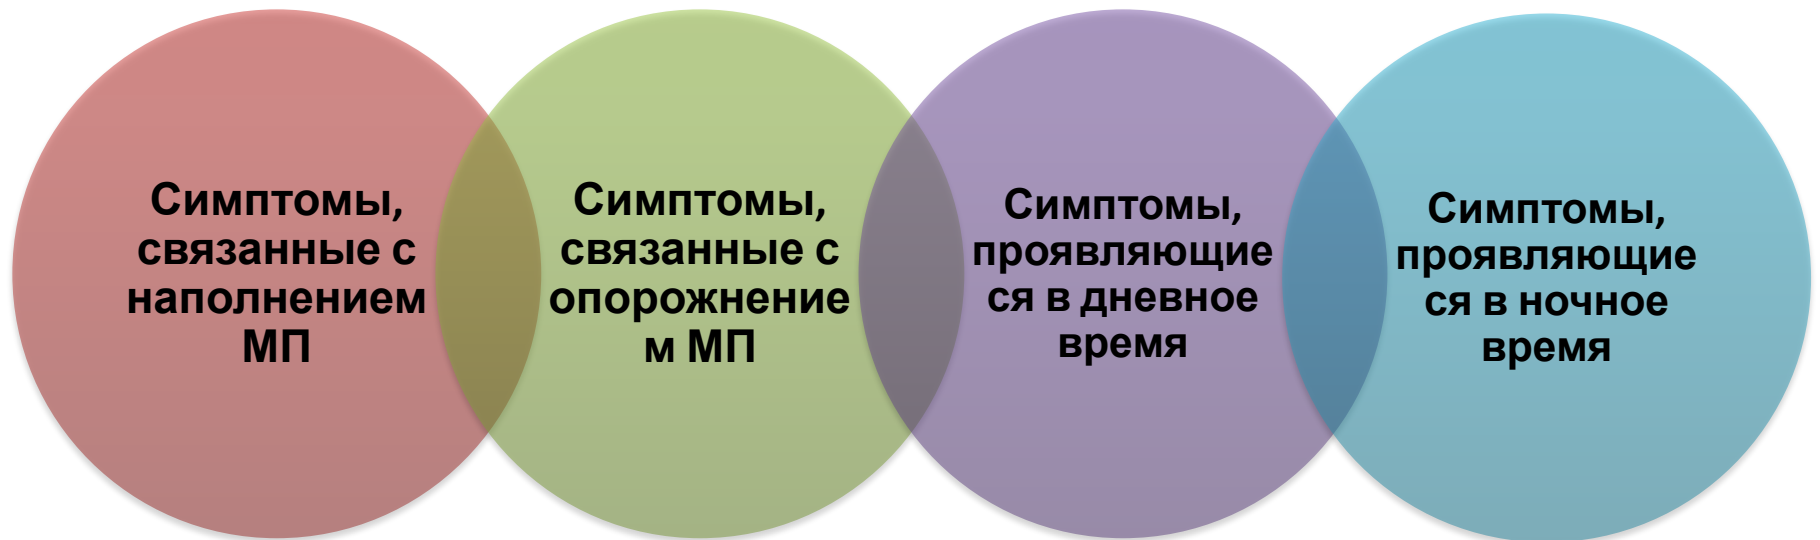 Симптомы,
связанные с
наполнением
МП
Симптомы,
связанные с
опорожнение
м МП
Симптомы,
проявляющие
ся в дневное
время
Симптомы,
проявляющие
ся в ночное
время